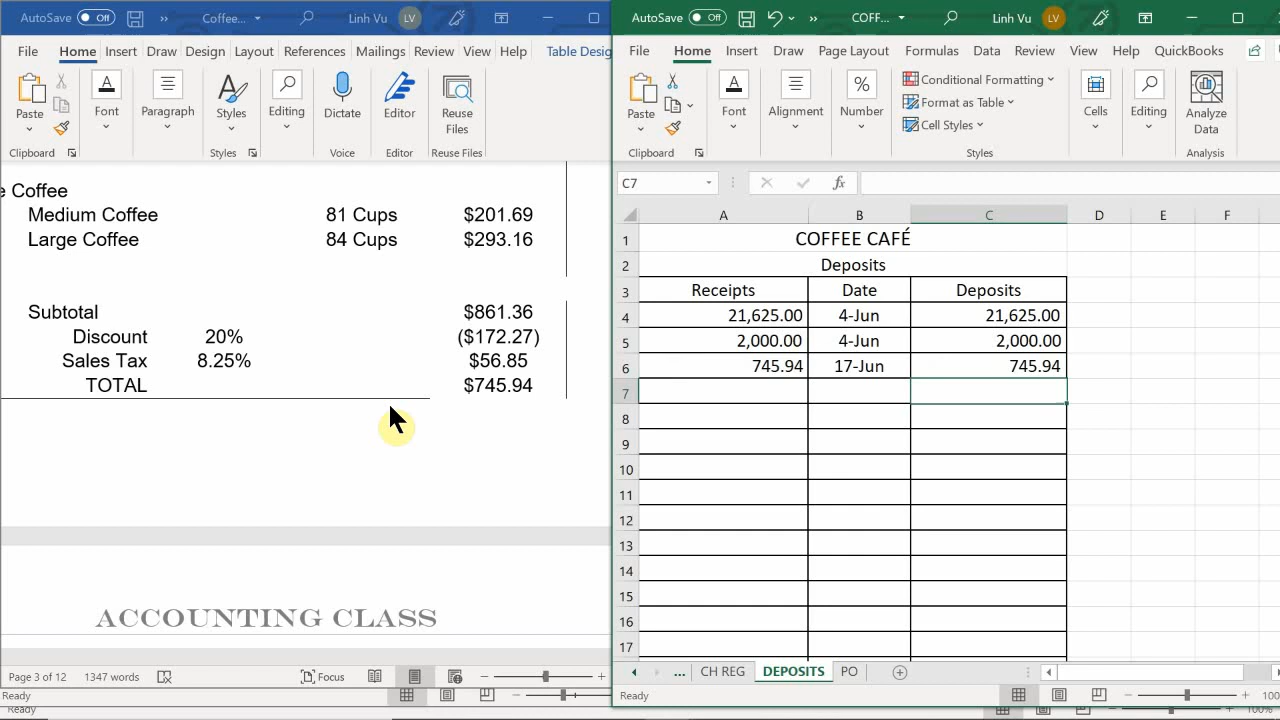 AutoSave Off Coffee... Linh Vu LV
File Home Insert Draw Design Layout References Mailings Review View Help Table Desig
Paste Font Paragraph Styles Editing Dictate Editor Reuse Files
Clipboard Styles Voice Editor Reuse Files
e Coffee
Medium Coffee 81 Cups $201.69
Large Coffee 84 Cups $293.16
Subtotal $861.36
Discount 20% ($172.27)
Sales Tax 8.25% $56.85
TOTAL $745.94
ACCOUNTING CLASS
Page 3 of 12 1347 words Focus
Ready
Ready
AutoSave Off COFF... Linh Vu LV
File Home Insert Draw Page Layout Formulas Data Review View Help QuickBooks
Paste Font Alignment Number Conditional Formatting Format as Table Cell Styles Cells Editing Analyze Data
Clipboard Styles Analysis
C7 fx
A B C D E F
1 COFFEE CAFÉ
2 Deposits
3 Receipts Date Deposits
4 21,625.00 4-Jun 21,625.00
5 2,000.00 4-Jun 2,000.00
6 745.94 17-Jun 745.94
7
8
9
10
11
12
13
14
15
16
17
... CH REG DEPOSITS PO
Ready 100
100%